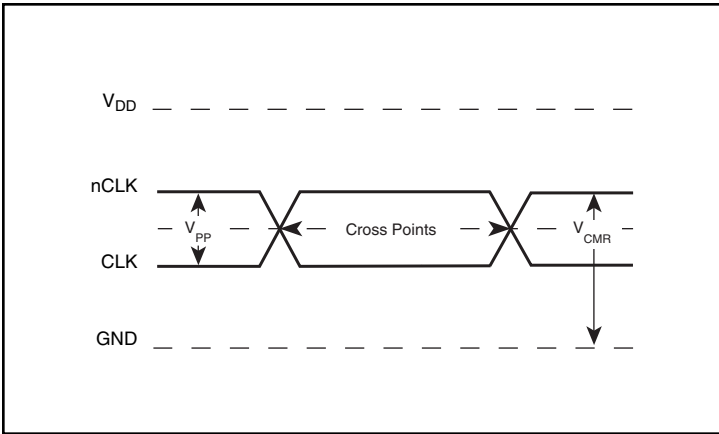 VDD
nCLK
VPP
Cross Points
VCMR
CLK
GND